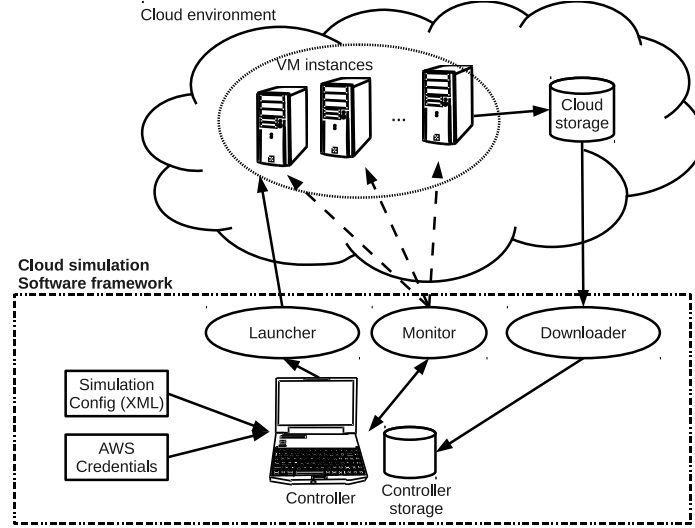 Cloud environment
VM instances
...
Cloud
storage
Cloud simulation
Software framework
Launcher
Monitor
Downloader
Simulation
Config (XML)
AWS
Credentials
Controller
Controller
storage